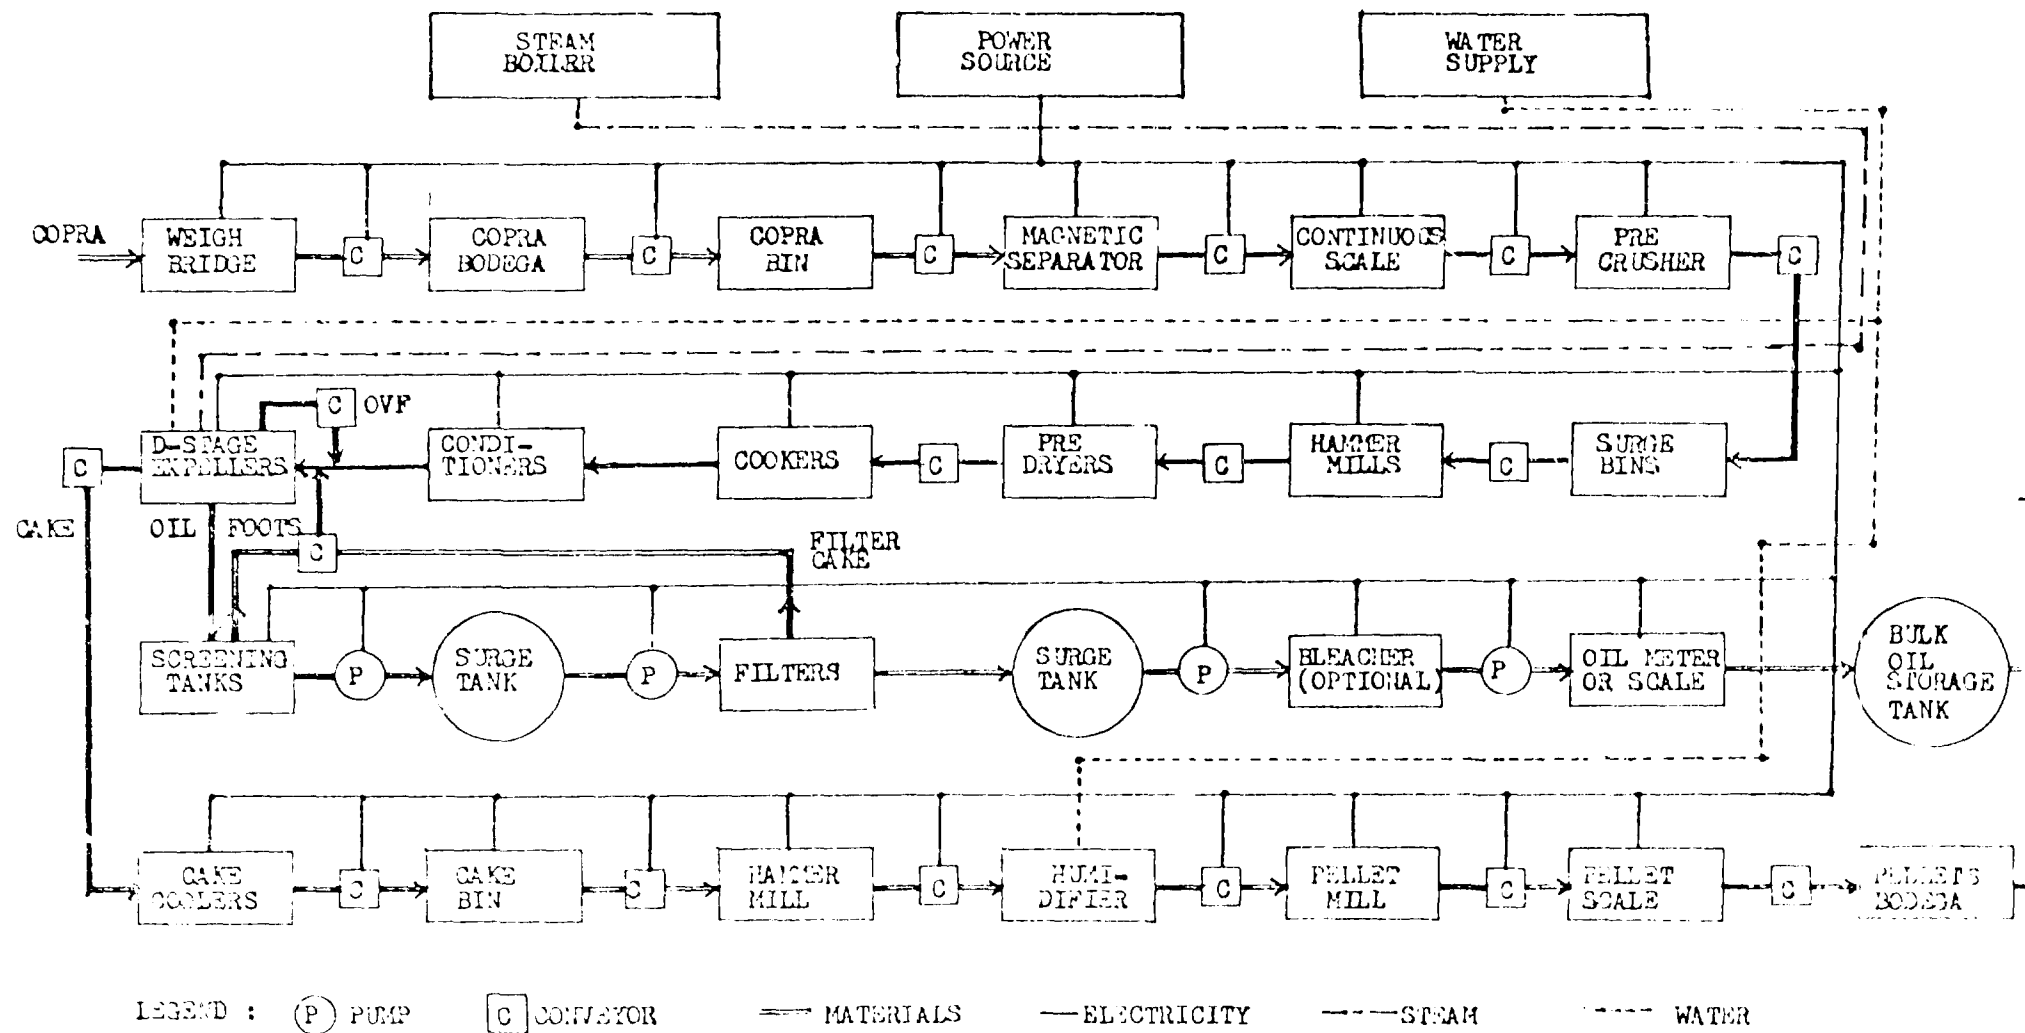 STEAM
BOILER
POWER
SOURCE
WATER
SUPPLY
COPRA
WEIGH
BRIDGE
C
COPRA
BODEGA
C
COPRA
BIN
C
MAGNETIC
SEPARATOR
C
CONTINUOUS
SCALE
C
PRE
CRUSHER
C
C
D-STAGE
EXPELLERS
C OVF
CONDI-
TIONERS
COOKERS
C
PRE
DRYERS
C
HAMMER
MILLS
C
SURGE
BINS
CAKE
OIL
FOOTS
C
FILTER
CAKE
SCREENING
TANKS
P
SURGE
TANK
P
FILTERS
SURGE
TANK
P
BLEACHER
(OPTIONAL)
P
OIL METER
OR SCALE
BULK
OIL
STORAGE
TANK
CAKE
COOLERS
C
CAKE
BIN
C
HAMMER
MILL
C
HUMI-
DIFIER
C
PELLET
MILL
C
PELLET
SCALE
C
PELLETS
BODEGA
LEGEND : P PUMP C CONVEYOR MATERIALS ELECTRICITY STEAM WATER